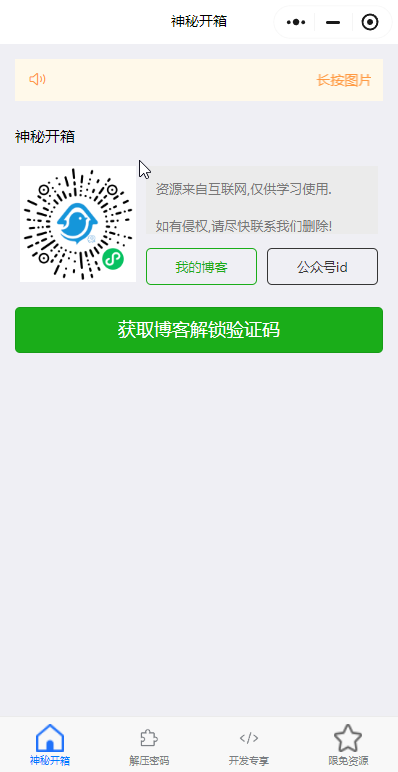 神秘开箱
长按图片
神秘开箱
资源来自互联网,仅供学习使用.
如有侵权,请尽快联系我们删除!
我的博客
公众号id
获取博客解锁验证码
神秘开箱
解压密码
开发专享
限免资源